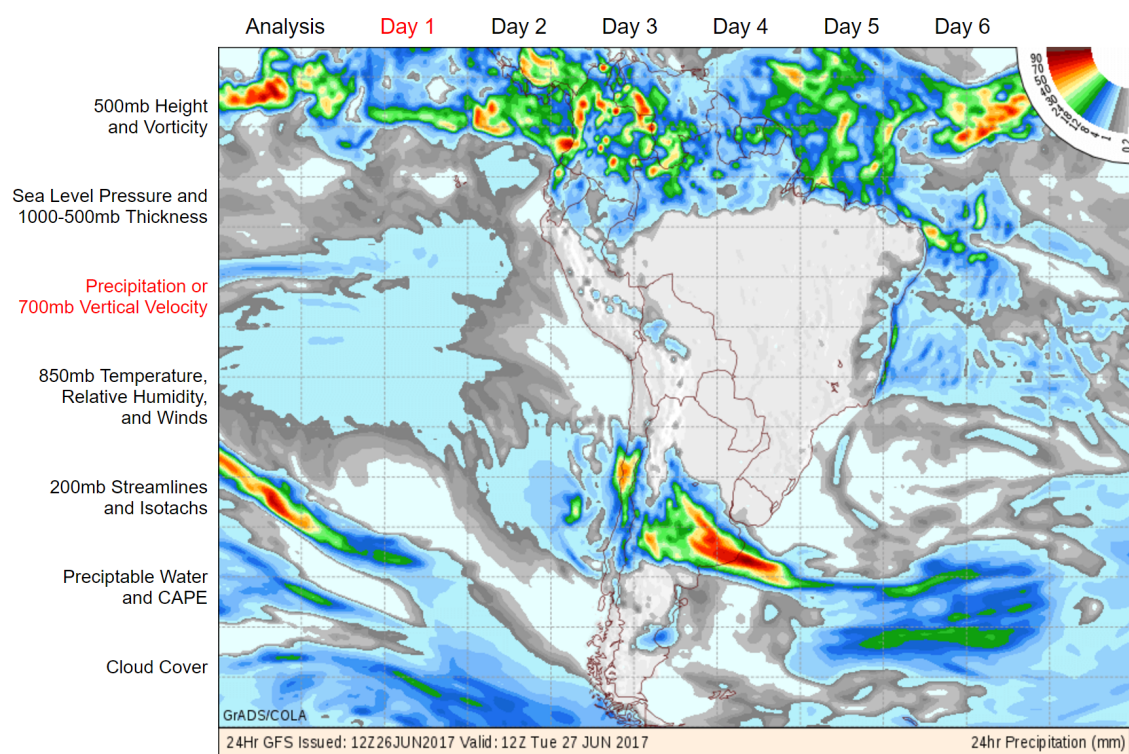 Analysis Day 1 Day 2 Day 3 Day 4 Day 5 Day 6
500mb Height
and Vorticity
Sea Level Pressure and
1000-500mb Thickness
Precipitation or
700mb Vertical Velocity
850mb Temperature,
Relative Humidity,
and Winds
200mb Streamlines
and Isotachs
Preciptable Water
and CAPE
Cloud Cover
90
70
50
GrADS/COLA
24Hr GFS Issued: 12Z26JUN2017 Valid: 12Z Tue 27 JUN 2017 24hr Precipitation (mm)